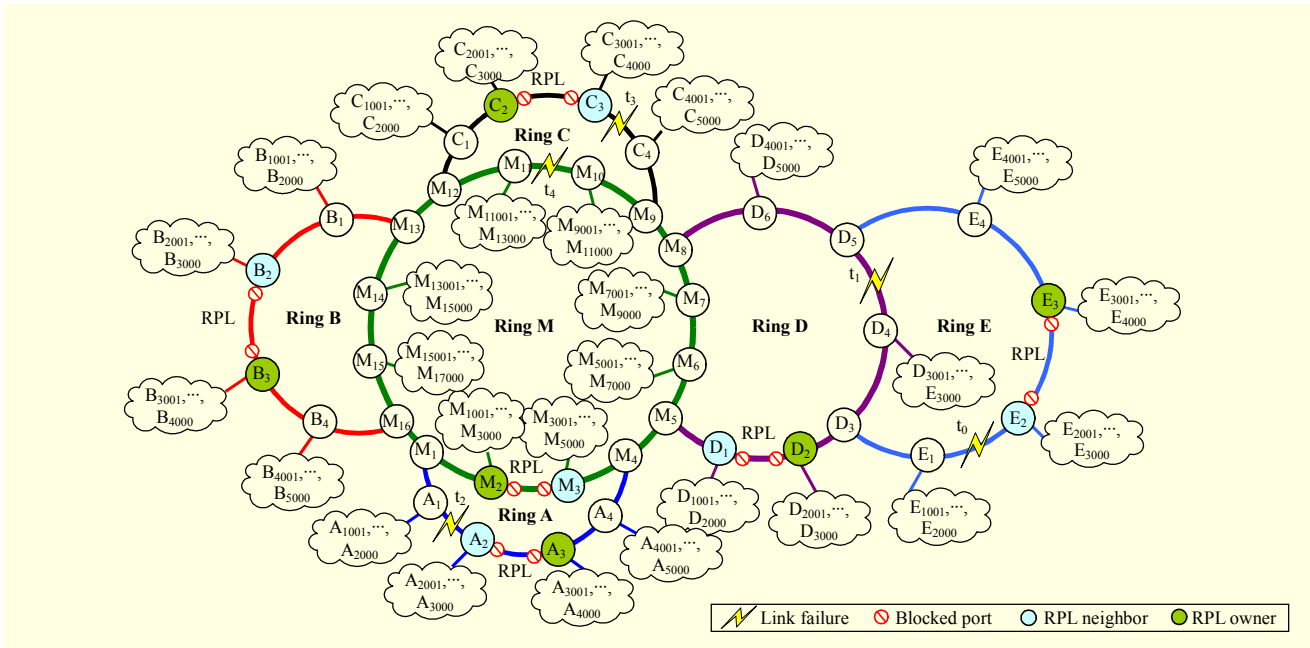 C2001,···,
C3000
C3001,···,
C4000
RPL
t3
C1001,···,
C2000
C2
C3
C4001,···,
C5000
C1
Ring C
C4
B1001,···,
B2000
D4001,···,
D5000
E4001,···,
E5000
M12
M11
t4
M10
M9
M11001,···,
M13000
M9001,···,
M11000
B1
M13
M8
D6
D5
E4
B2001,···,
B3000
B2
t1
M14
M13001,···,
M15000
M7001,···,
M9000
M7
E3
E3001,···,
E4000
RPL
Ring B
Ring M
Ring D
D4
Ring E
RPL
M15
M15001,···,
M17000
M5001,···,
M7000
M6
D3001,···,
E3000
B3
B3001,···,
B4000
B4
M16
M1001,···,
M3000
M3001,···,
M5000
M5
RPL
D1
D2
D3
t0
E1
E2
E2001,···,
E3000
M1
RPL
M4
M2
M3
B4001,···,
B5000
A1
t2
Ring A
A4
D1001,···,
D2000
D2001,···,
D3000
E1001,···,
E2000
A1001,···,
A2000
A2
RPL
A3
A4001,···,
A5000
A2001,···,
A3000
A3001,···,
A4000
Link failure
Blocked port
RPL neighbor
RPL owner